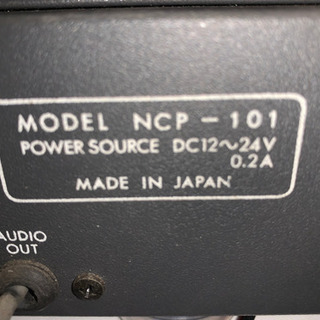 MODEL NCP-101
POWER SOURCE DC12~24V
0.2A
MADE IN JAPAN
AUDIO
OUT